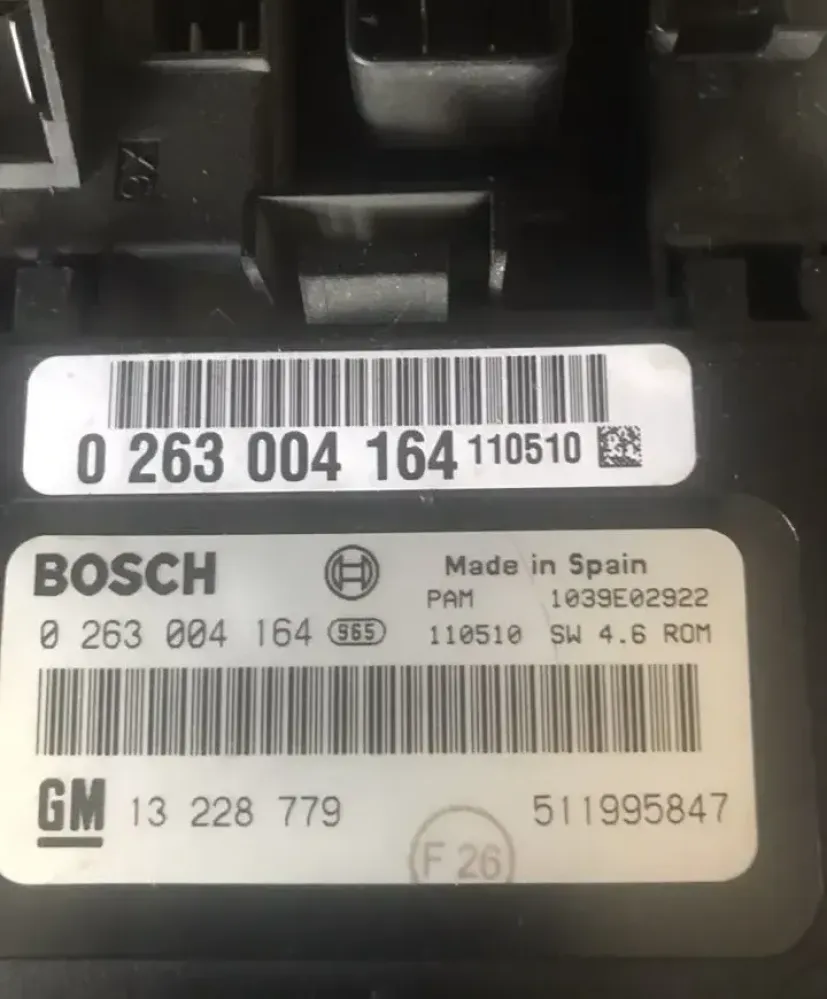 0 263 004 164 110510
BOSCH
Made in Spain
PAM 1039E02922
0 263 004 164 965 110510 SW 4.6 ROM
GM 13 228 779 511995847
F 26